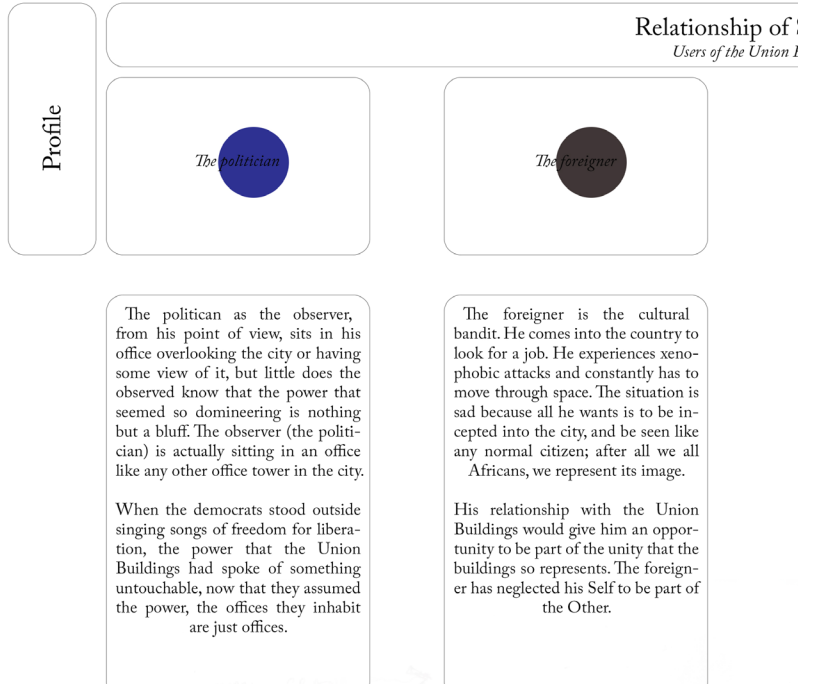 Profile
Relationship of
Users of the Union
The politician
The foreigner
The politican as the observer,
from his point of view, sits in his
office overlooking the city or having
some view of it, but little does the
observed know that the power that
seemed so domineering is nothing
but a bluff. The observer (the politi-
cian) is actually sitting in an office
like any other office tower in the city.
When the democrats stood outside
singing songs of freedom for libera-
tion, the power that the Union
Buildings had spoke of something
untouchable, now that they assumed
the power, the offices they inhabit
are just offices.
The foreigner is the cultural
bandit. He comes into the country to
look for a job. He experiences xeno-
phobic attacks and constantly has to
move through space. The situation is
sad because all he wants is to be in-
cepted into the city, and be seen like
any normal citizen; after all we all
Africans, we represent its image.
His relationship with the Union
Buildings would give him an oppor-
tunity to be part of the unity that the
buildings so represents. The foreign-
er has neglected his Self to be part of
the Other.